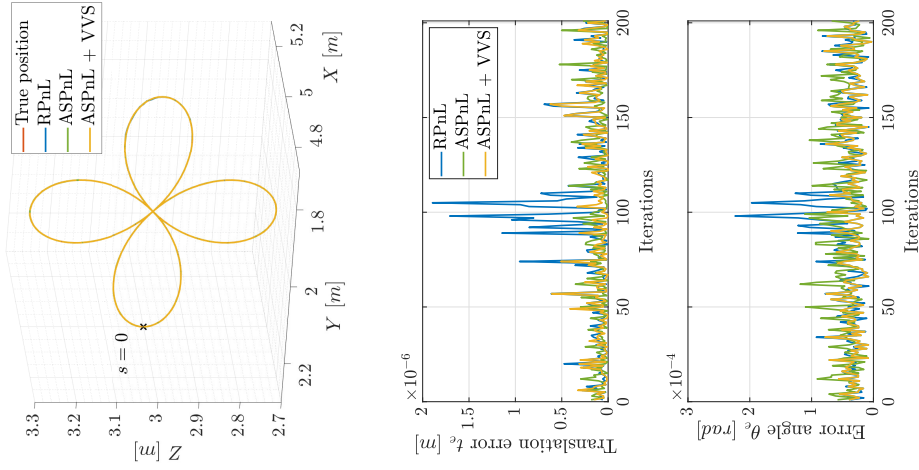 True position
RPnL
ASPnL
ASPnL + VVS
3.3
3.2
3.1
3.0
2.9
2.8
2.7
Z [m]
s = 0
2.2
2
1.8
Y [m]
4.8
5
5.2
X [m]
×10⁻⁶
2
1.5
1
0.5
0
Translation error tₑ [m]
RPnL
ASPnL
ASPnL + VVS
0
50
100
150
200
Iterations
×10⁻⁴
3
2
1
0
Error angle θₑ [rad]
0
50
100
150
200
Iterations